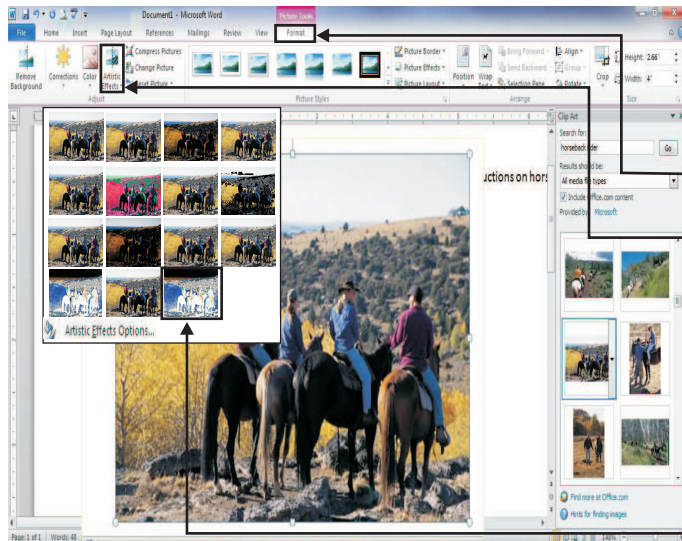 Document1 - Microsoft Word
Picture Tools
File Home Insert Page Layout References Mailings Review View Format
Remove Background
Corrections
Color
Artistic Effects
Compress Pictures
Change Picture
Reset Picture
Adjust
Picture Styles
Picture Border
Picture Effects
Picture Layout
Position
Wrap
Bring Forward
Send Backward
Selection Pane
Align
Group
Rotate
Arrange
Crop
Height: 2.66"
Width: 4"
Size
uctions on hors
Artistic Effects Options...
Clip Art
Search for:
Go
Results should be:
All media file types
Include Office.com content
Provided by: Microsoft
Find more at Office.com
Hints for finding images
Page: 1 of 1 Words: 48
148%